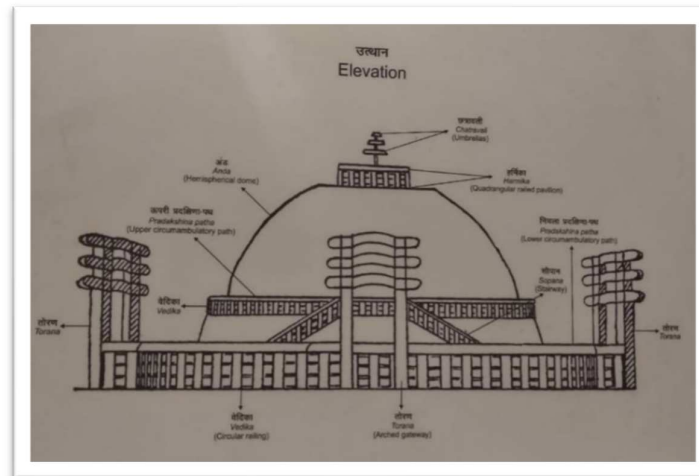 उत्थान
Elevation
छत्रावली
Chatravali
(Umbrellas)
अंड
Anda
(Hemispherical dome)
हर्मिका
Harmika
(Quadrangular railed pavilion)
ऊपरी प्रदक्षिणा-पथ
Pradakshina patha
(Upper circumambulatory path)
निचला प्रदक्षिणा-पथ
Pradakshina patha
(Lower circumambulatory path)
सोपान
Sopana
(Stairway)
वेदिका
Vedika
तोरण
Torana
तोरण
Torana
वेदिका
Vedika
(Circular railing)
तोरण
Torana
(Arched gateway)